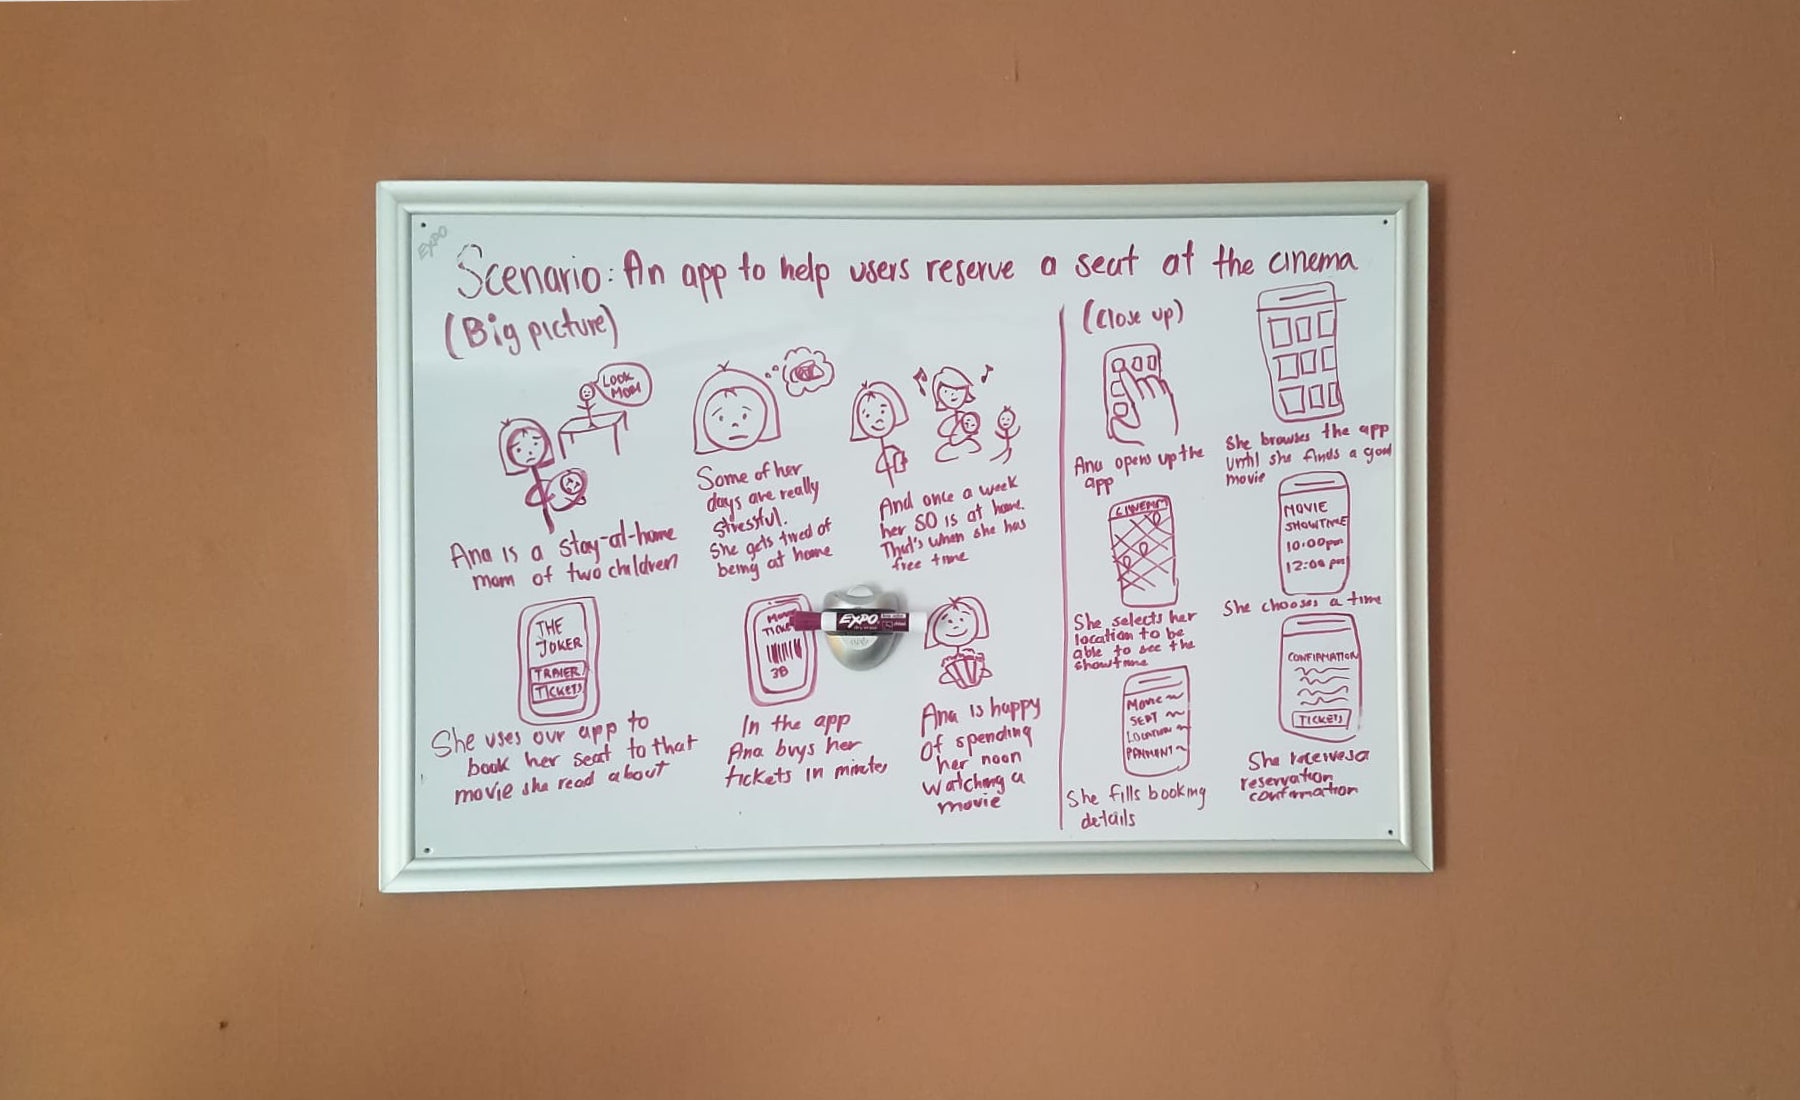 EXPO
Scenario: An app to help users reserve a seat at the cinema
(Big picture)
LOOK
MOM
Ana is a stay-at-home
mom of two children
Some of her
days are really
stressful.
She gets tired of
being at home
And once a week
her SO is at home.
That's when she has
free time
THE
JOKER
TRAILER
TICKETS
She uses our app to
book her seat to that
movie she read about
MOVIE
TICKE
3B
In the app
Ana buys her
tickets in minutes
EXPO
Ana is happy
of spending
her noon
watching a
movie
(Close up)
Ana opens up the
app
She browses the app
until she finds a good
movie
CINEMA
She selects her
location to be
able to see the
showtime
MOVIE
SHOWTIME
10:00pm
12:00 pm
She chooses a time
MOVIE
SEAT
LOCATION
PAYMENT
She fills booking
details
CONFIRMATION
TICKETS
She receives a
reservation
confirmation